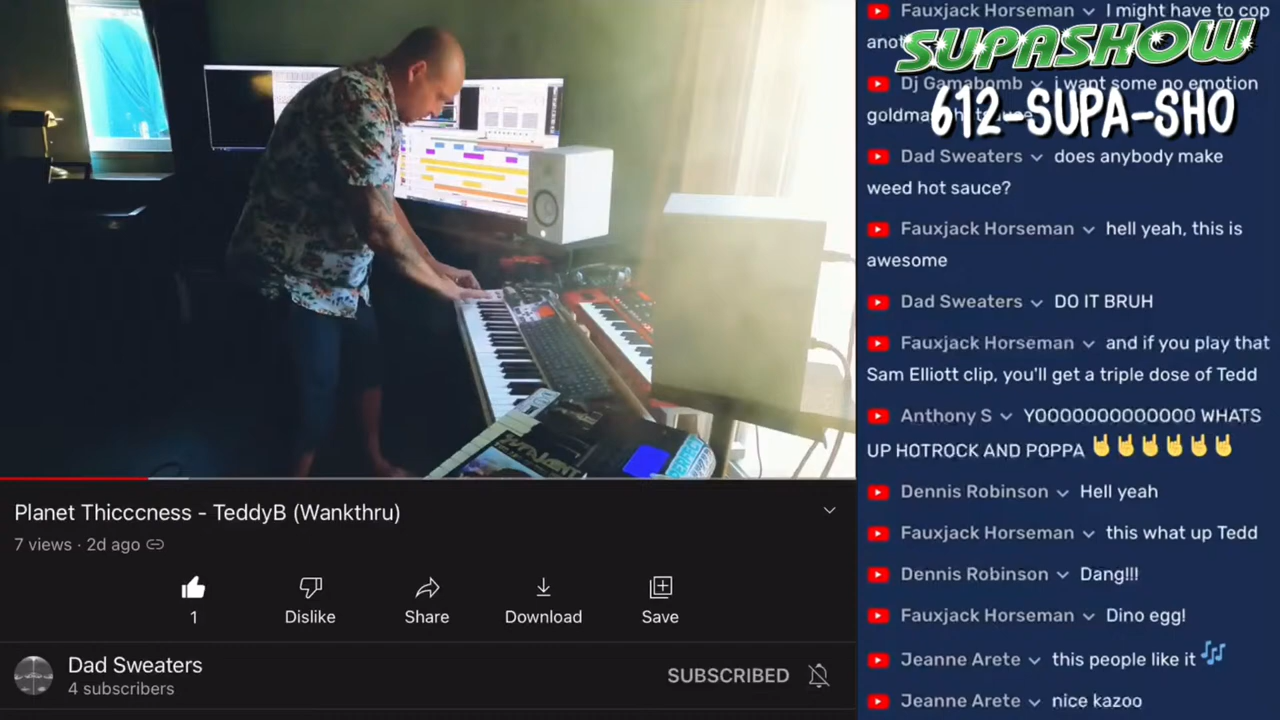 Fauxjack Horseman I might have to cop
SUPASHOW
Dj Gamabomb i want some no emotion
612-SUPA-SHO
Dad Sweaters does anybody make
weed hot sauce?
Fauxjack Horseman hell yeah, this is
awesome
Dad Sweaters DO IT BRUH
Fauxjack Horseman and if you play that
Sam Elliott clip, you'll get a triple dose of Tedd
Anthony S YOOOOOOOOOOOOO WHATS
UP HOTROCK AND POPPA 🤘🤘🤘🤘🤘🤘
Dennis Robinson Hell yeah
Fauxjack Horseman this what up Tedd
Dennis Robinson Dang!!!
Fauxjack Horseman Dino egg!
Jeanne Arete this people like it 🎶
Jeanne Arete nice kazoo
Planet Thicccness - TeddyB (Wankthru)
7 views · 2d ago
1
Dislike
Share
Download
Save
Dad Sweaters
4 subscribers
SUBSCRIBED